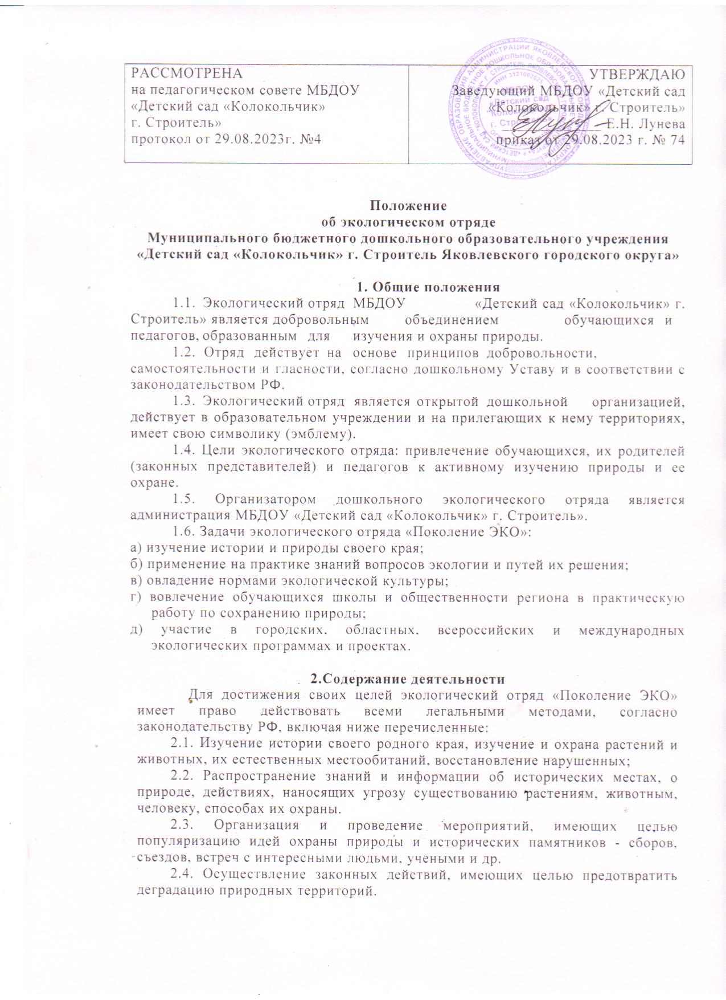 РАССМОТРЕНА
на педагогическом совете МБДОУ
«Детский сад «Колокольчик»
г. Строитель»
протокол от 29.08.2023г. №4
УТВЕРЖДАЮ
Заведующий МБДОУ «Детский сад
«Колокольчик» г. Строитель»
Е.Н. Лунева
приказ от 29.08.2023 г. № 74
Положение
об экологическом отряде
Муниципального бюджетного дошкольного образовательного учреждения
«Детский сад «Колокольчик» г. Строитель Яковлевского городского округа»
1. Общие положения
1.1. Экологический отряд МБДОУ «Детский сад «Колокольчик» г.
Строитель» является добровольным объединением обучающихся и
педагогов, образованным для изучения и охраны природы.
1.2. Отряд действует на основе принципов добровольности,
самостоятельности и гласности, согласно дошкольному Уставу и в соответствии с
законодательством РФ.
1.3. Экологический отряд является открытой дошкольной организацией,
действует в образовательном учреждении и на прилегающих к нему территориях,
имеет свою символику (эмблему).
1.4. Цели экологического отряда: привлечение обучающихся, их родителей
(законных представителей) и педагогов к активному изучению природы и ее
охране.
1.5. Организатором дошкольного экологического отряда является
администрация МБДОУ «Детский сад «Колокольчик» г. Строитель».
1.6. Задачи экологического отряда «Поколение ЭКО»:
а) изучение истории и природы своего края;
б) применение на практике знаний вопросов экологии и путей их решения;
в) овладение нормами экологической культуры;
г) вовлечение обучающихся школы и общественности региона в практическую
работу по сохранению природы;
д) участие в городских, областных, всероссийских и международных
экологических программах и проектах.
2.Содержание деятельности
Для достижения своих целей экологический отряд «Поколение ЭКО»
имеет право действовать всеми легальными методами, согласно
законодательству РФ, включая ниже перечисленные:
2.1. Изучение истории своего родного края, изучение и охрана растений и
животных, их естественных местообитаний, восстановление нарушенных;
2.2. Распространение знаний и информации об исторических местах, о
природе, действиях, наносящих угрозу существованию растениям, животным,
человеку, способах их охраны.
2.3. Организация и проведение мероприятий, имеющих целью
популяризацию идей охраны природы и исторических памятников - сборов,
съездов, встреч с интересными людьми, учеными и др.
2.4. Осуществление законных действий, имеющих целью предотвратить
деградацию природных территорий.